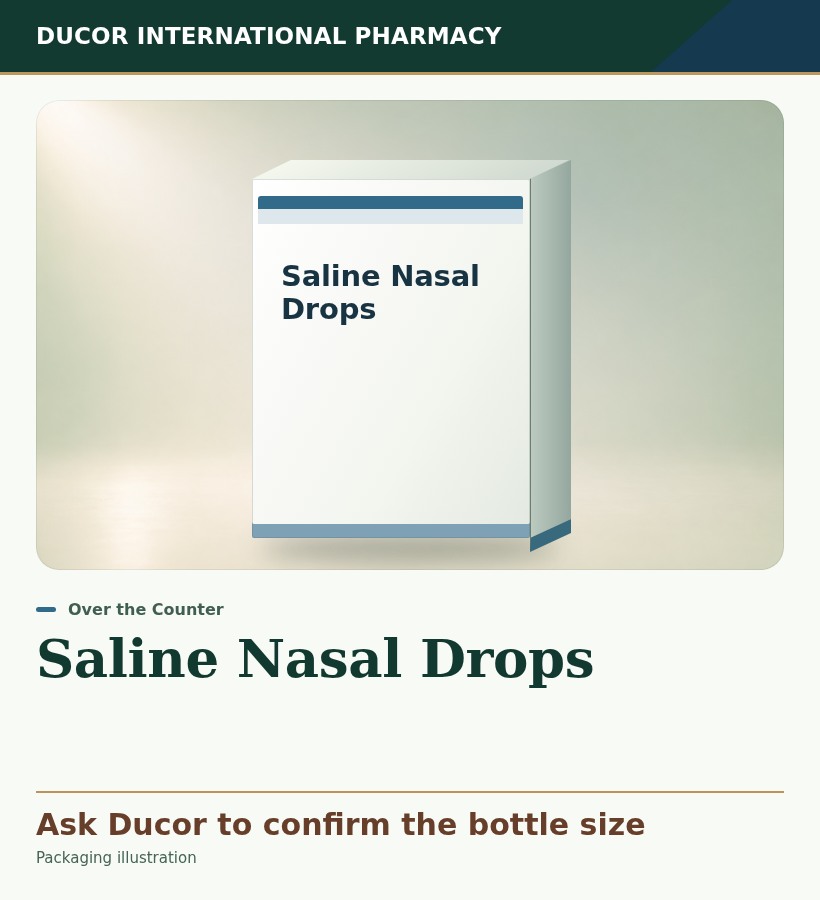 DUCOR INTERNATIONAL PHARMACY
Saline Nasal
Drops
Over the Counter
Saline Nasal Drops
Ask Ducor to confirm the bottle size
Packaging illustration